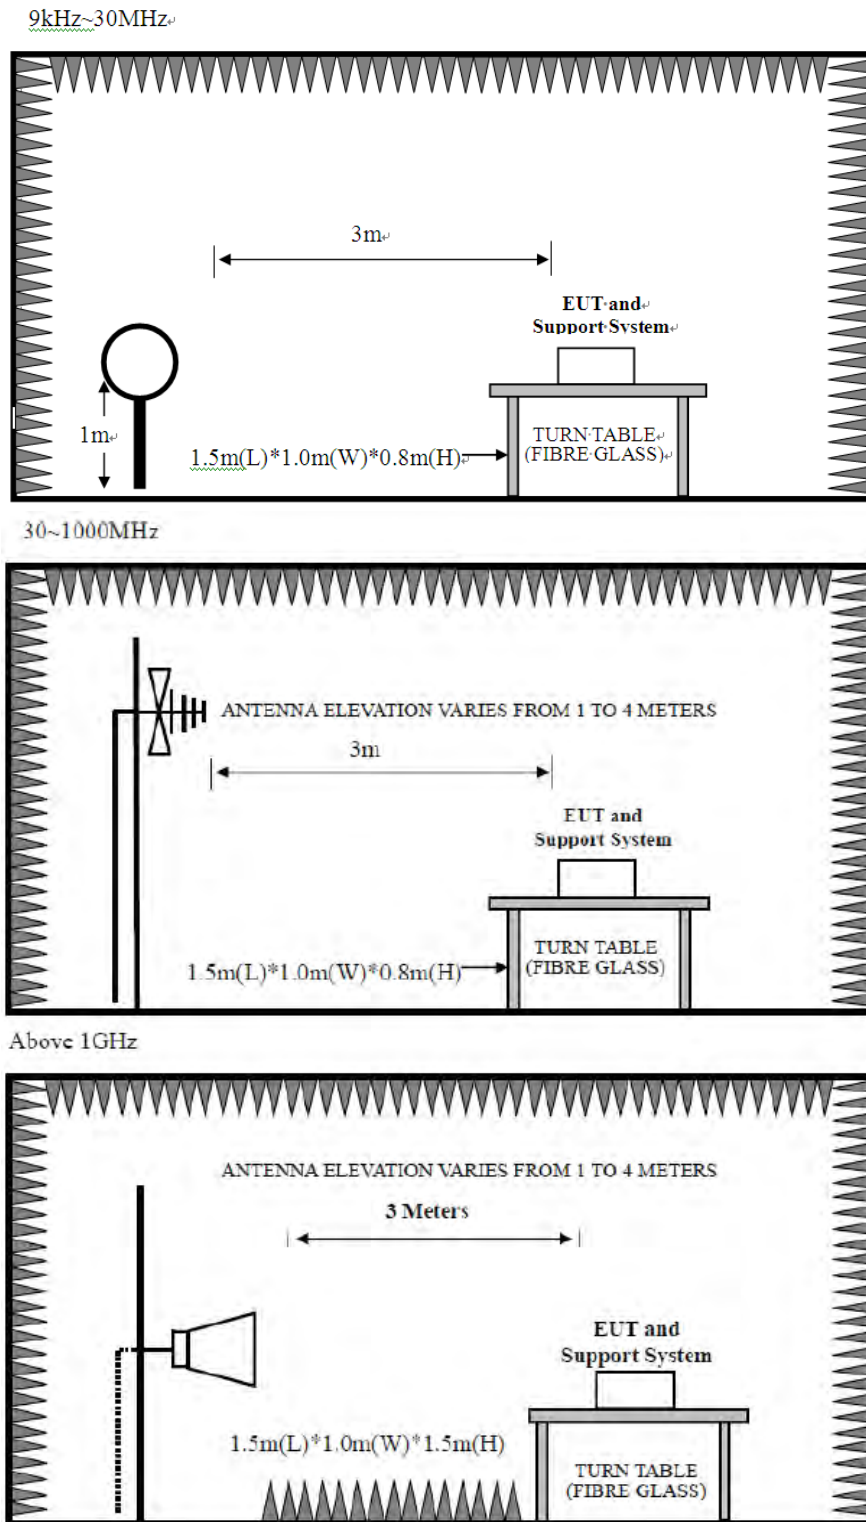 9kHz~30MHz
3m
EUT and
Support System
1m
TURN TABLE
(FIBRE GLASS)
1.5m(L)*1.0m(W)*0.8m(H)
30~1000MHz
ANTENNA ELEVATION VARIES FROM 1 TO 4 METERS
3m
EUT and
Support System
TURN TABLE
(FIBRE GLASS)
1.5m(L)*1.0m(W)*0.8m(H)
Above 1GHz
ANTENNA ELEVATION VARIES FROM 1 TO 4 METERS
3 Meters
EUT and
Support System
1.5m(L)*1.0m(W)*1.5m(H)
TURN TABLE
(FIBRE GLASS)